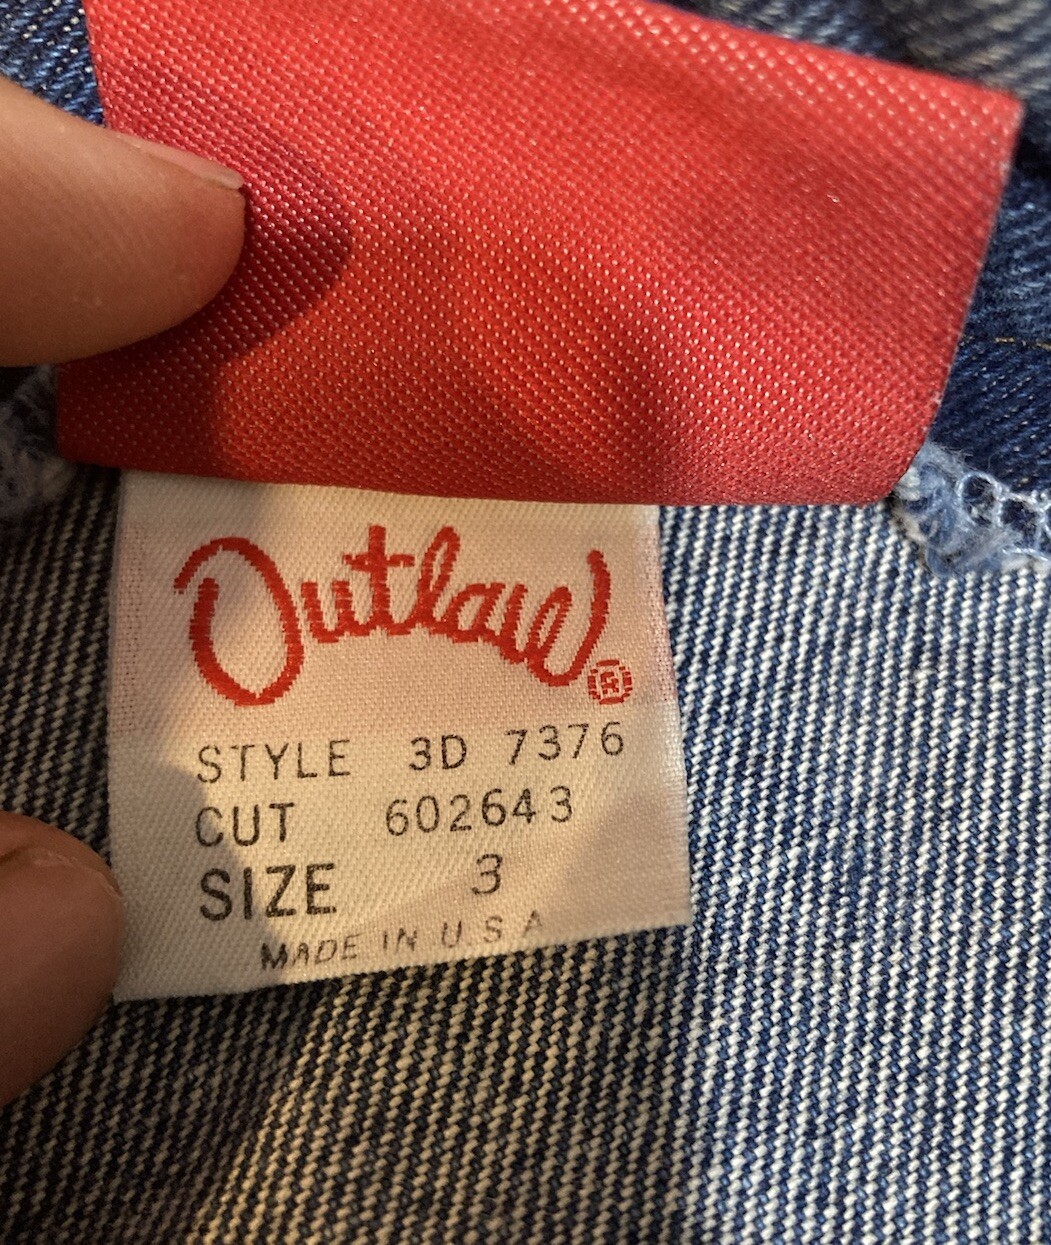 Outlaw®
STYLE 3D 7376
CUT 602643
SIZE 3
MADE IN U.S.A